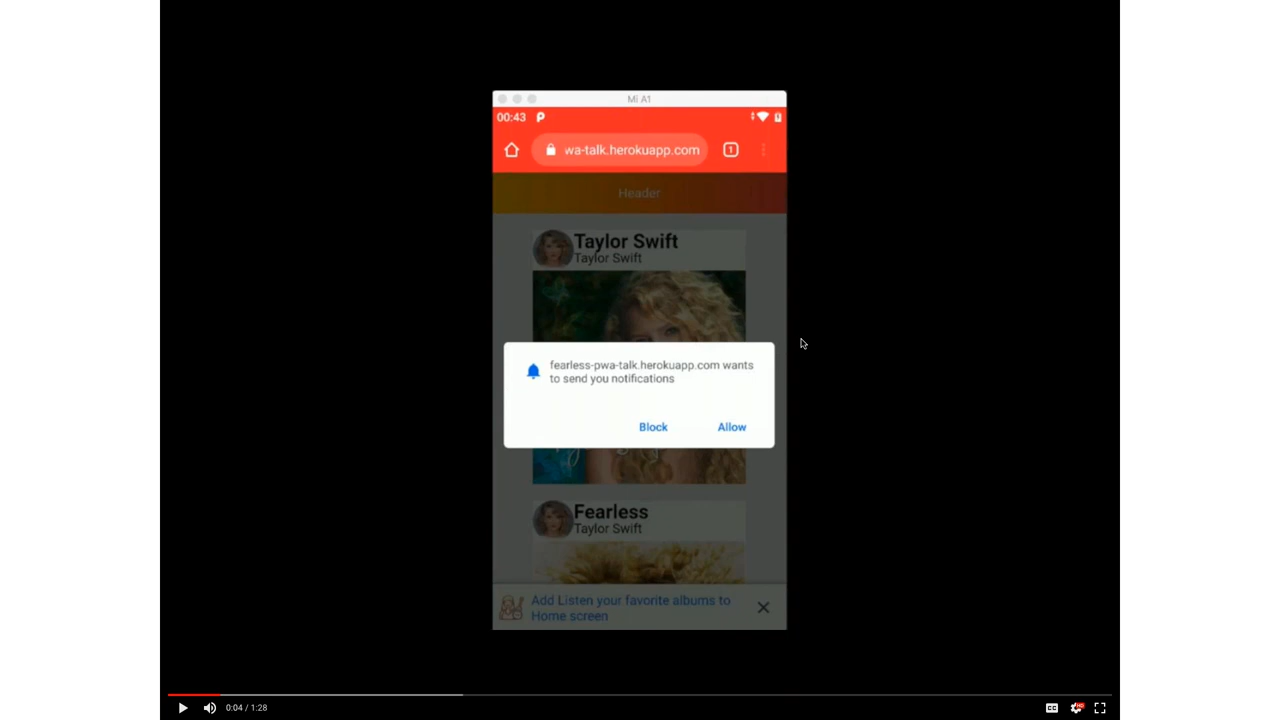 Mi A1
00:43
1
wa-talk.herokuapp.com
Header
Taylor Swift
Taylor Swift
fearless-pwa-talk.herokuapp.com wants
to send you notifications
Block
Allow
Fearless
Taylor Swift
Add Listen your favorite albums to
Home screen
0:04 / 1:28
CC
HD